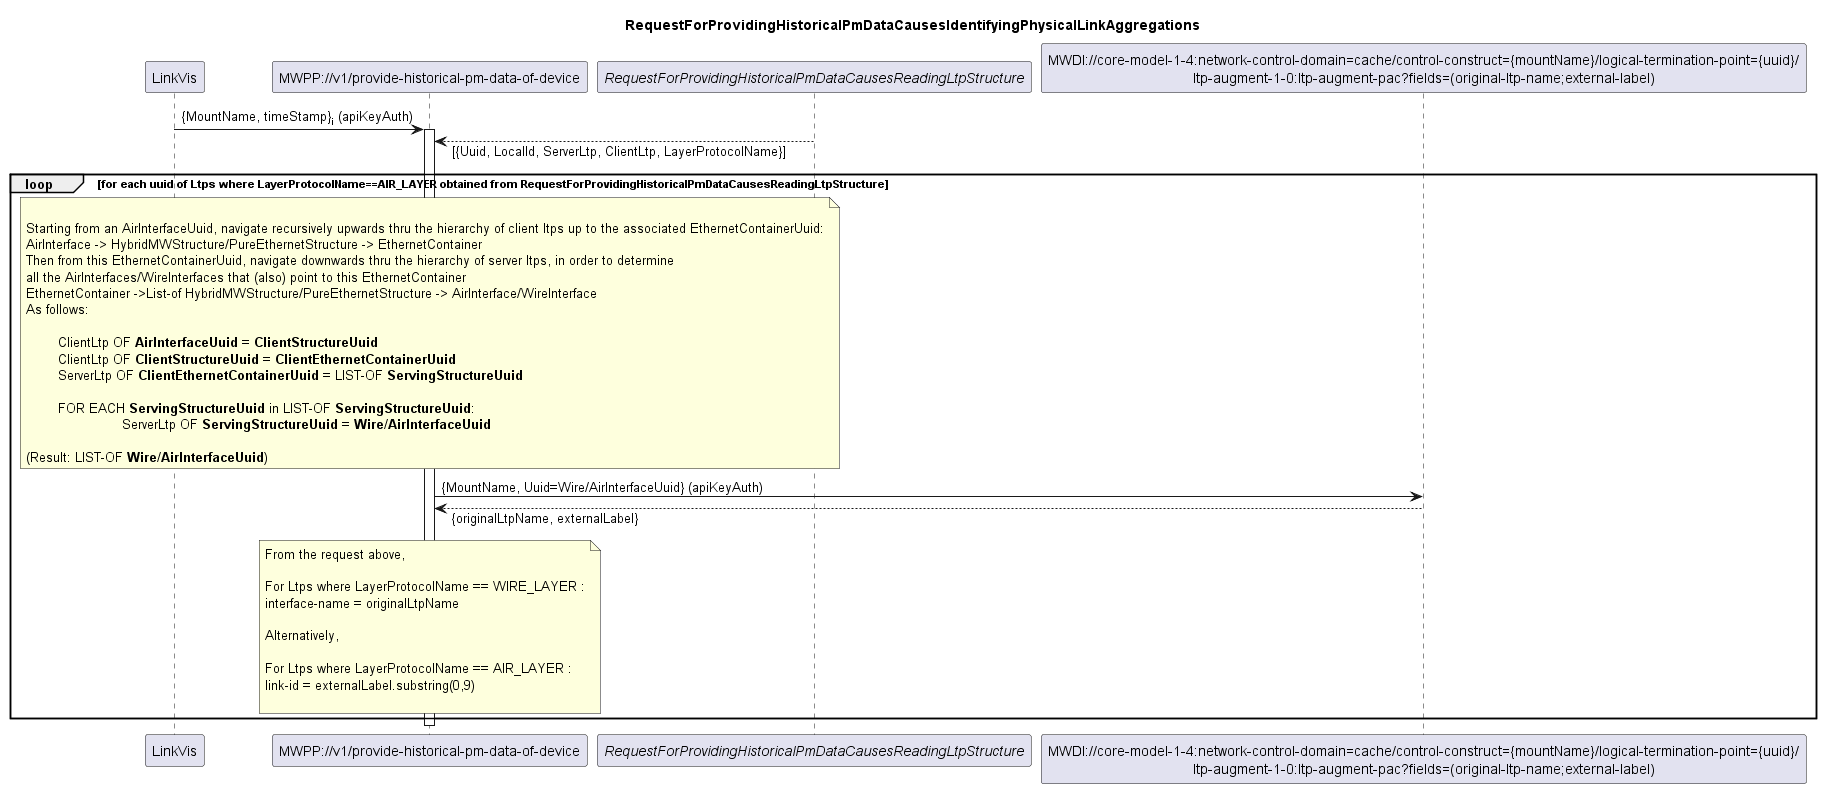 RequestForProvidingHistoricalPmDataCausesIdentifyingPhysicalLinkAggregations
LinkVis
MWPP://v1/provide-historical-pm-data-of-device
RequestForProvidingHistoricalPmDataCausesReadingLtpStructure
MWDI://core-model-1-4:network-control-domain=cache/control-construct={mountName}/logical-termination-point={uuid}/
ltp-augment-1-0:ltp-augment-pac?fields=(original-ltp-name;external-label)
{MountName, timeStamp}i (apiKeyAuth)
[{Uuid, LocalId, ServerLtp, ClientLtp, LayerProtocolName}]
loop [for each uuid of Ltps where LayerProtocolName==AIR_LAYER obtained from RequestForProvidingHistoricalPmDataCausesReadingLtpStructure]
Starting from an AirInterfaceUuid, navigate recursively upwards thru the hierarchy of client ltps up to the associated EthernetContainerUuid:
AirInterface -> HybridMWStructure/PureEthernetStructure -> EthernetContainer
Then from this EthernetContainerUuid, navigate downwards thru the hierarchy of server ltps, in order to determine
all the AirInterfaces/WireInterfaces that (also) point to this EthernetContainer
EthernetContainer ->List-of HybridMWStructure/PureEthernetStructure -> AirInterface/WireInterface
As follows:
ClientLtp OF AirInterfaceUuid = ClientStructureUuid
ClientLtp OF ClientStructureUuid = ClientEthernetContainerUuid
ServerLtp OF ClientEthernetContainerUuid = LIST-OF ServingStructureUuid
FOR EACH ServingStructureUuid in LIST-OF ServingStructureUuid:
ServerLtp OF ServingStructureUuid = Wire/AirInterfaceUuid
(Result: LIST-OF Wire/AirInterfaceUuid)
{MountName, Uuid=Wire/AirInterfaceUuid} (apiKeyAuth)
{originalLtpName, externalLabel}
From the request above,
For Ltps where LayerProtocolName == WIRE_LAYER :
interface-name = originalLtpName
Alternatively,
For Ltps where LayerProtocolName == AIR_LAYER :
link-id = externalLabel.substring(0,9)
LinkVis
MWPP://v1/provide-historical-pm-data-of-device
RequestForProvidingHistoricalPmDataCausesReadingLtpStructure
MWDI://core-model-1-4:network-control-domain=cache/control-construct={mountName}/logical-termination-point={uuid}/
ltp-augment-1-0:ltp-augment-pac?fields=(original-ltp-name;external-label)